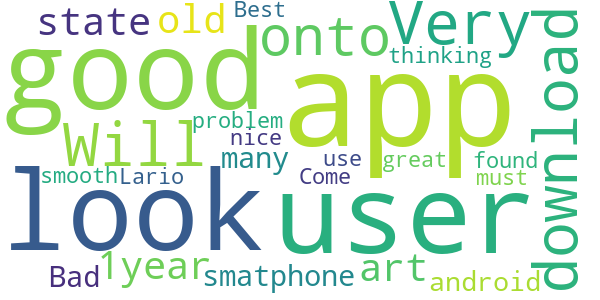 state old Best
good onto Very
app
thinking
download
Will problem
nice
many use great found
smooth Lario Come must
look user
Bad 1year smatphone art android